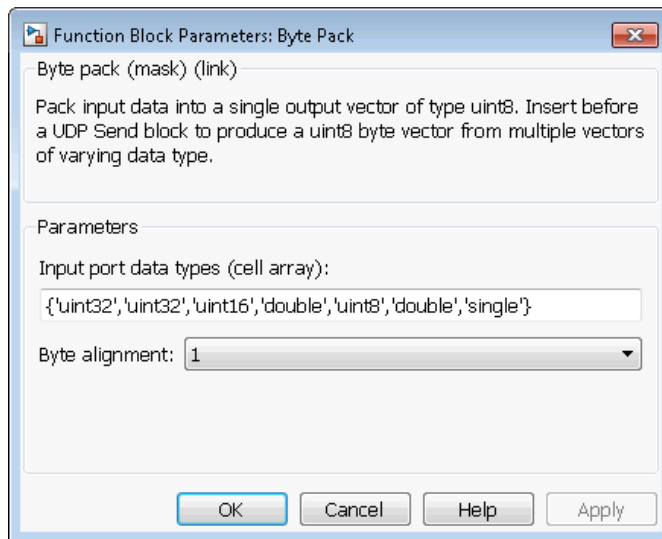 Function Block Parameters: Byte Pack
Byte pack (mask) (link)
Pack input data into a single output vector of type uint8. Insert before
a UDP Send block to produce a uint8 byte vector from multiple vectors
of varying data type.
Parameters
Input port data types (cell array):
{'uint32','uint32','uint16','double','uint8','double','single'}
Byte alignment: 1
OK Cancel Help Apply